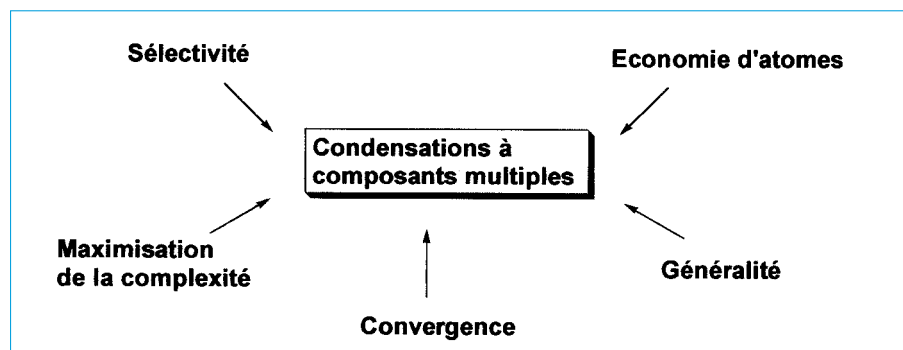 Sélectivité
Economie d'atomes
Condensations à
composants multiples
Maximisation
de la complexité
Généralité
Convergence